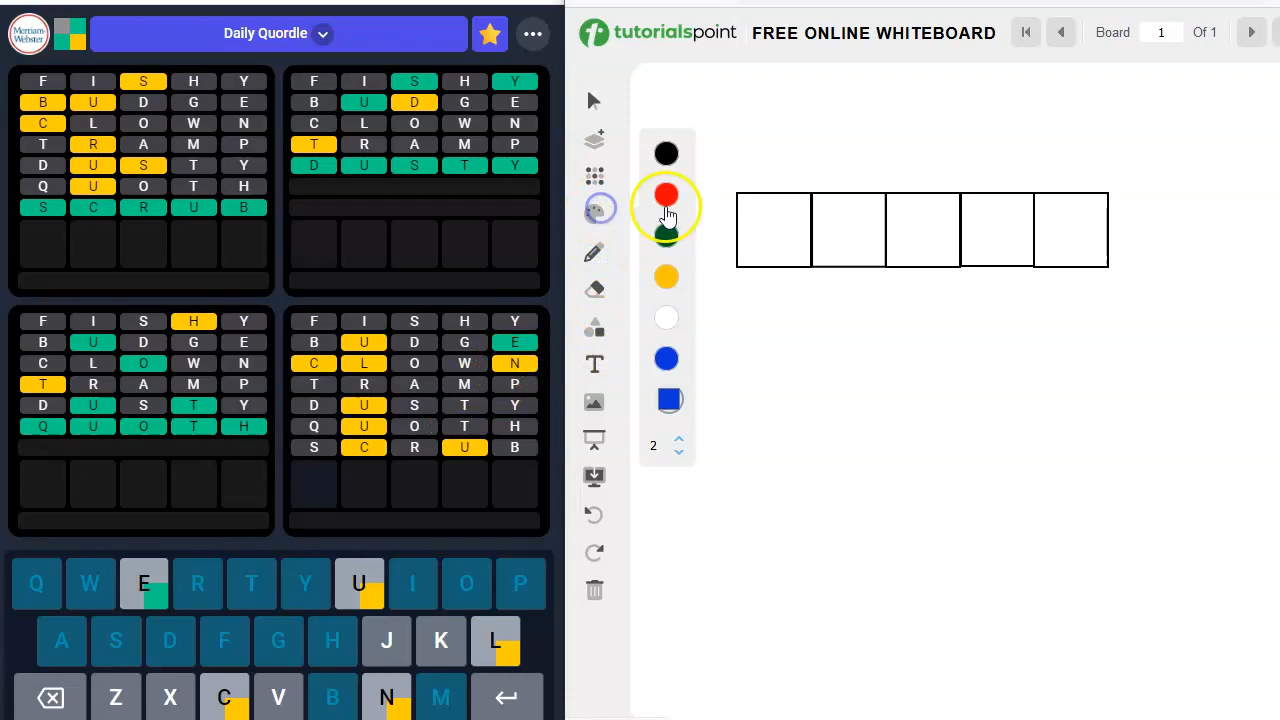 Merriam-Webster
Daily Quordle
tutorialspoint FREE ONLINE WHITEBOARD
Board 1 Of 1
F I S H Y
B U D G E
C L O W N
T R A M P
D U S T Y
Q U O T H
S C R U B
F I S H Y
B U D G E
C L O W N
T R A M P
D U S T Y
F I S H Y
B U D G E
C L O W N
T R A M P
D U S T Y
Q U O T H
F I S H Y
B U D G E
C L O W N
T R A M P
D U S T Y
Q U O T H
S C R U B
T
2
Q W E R T Y U I O P
A S D F G H J K L
Z X C V B N M